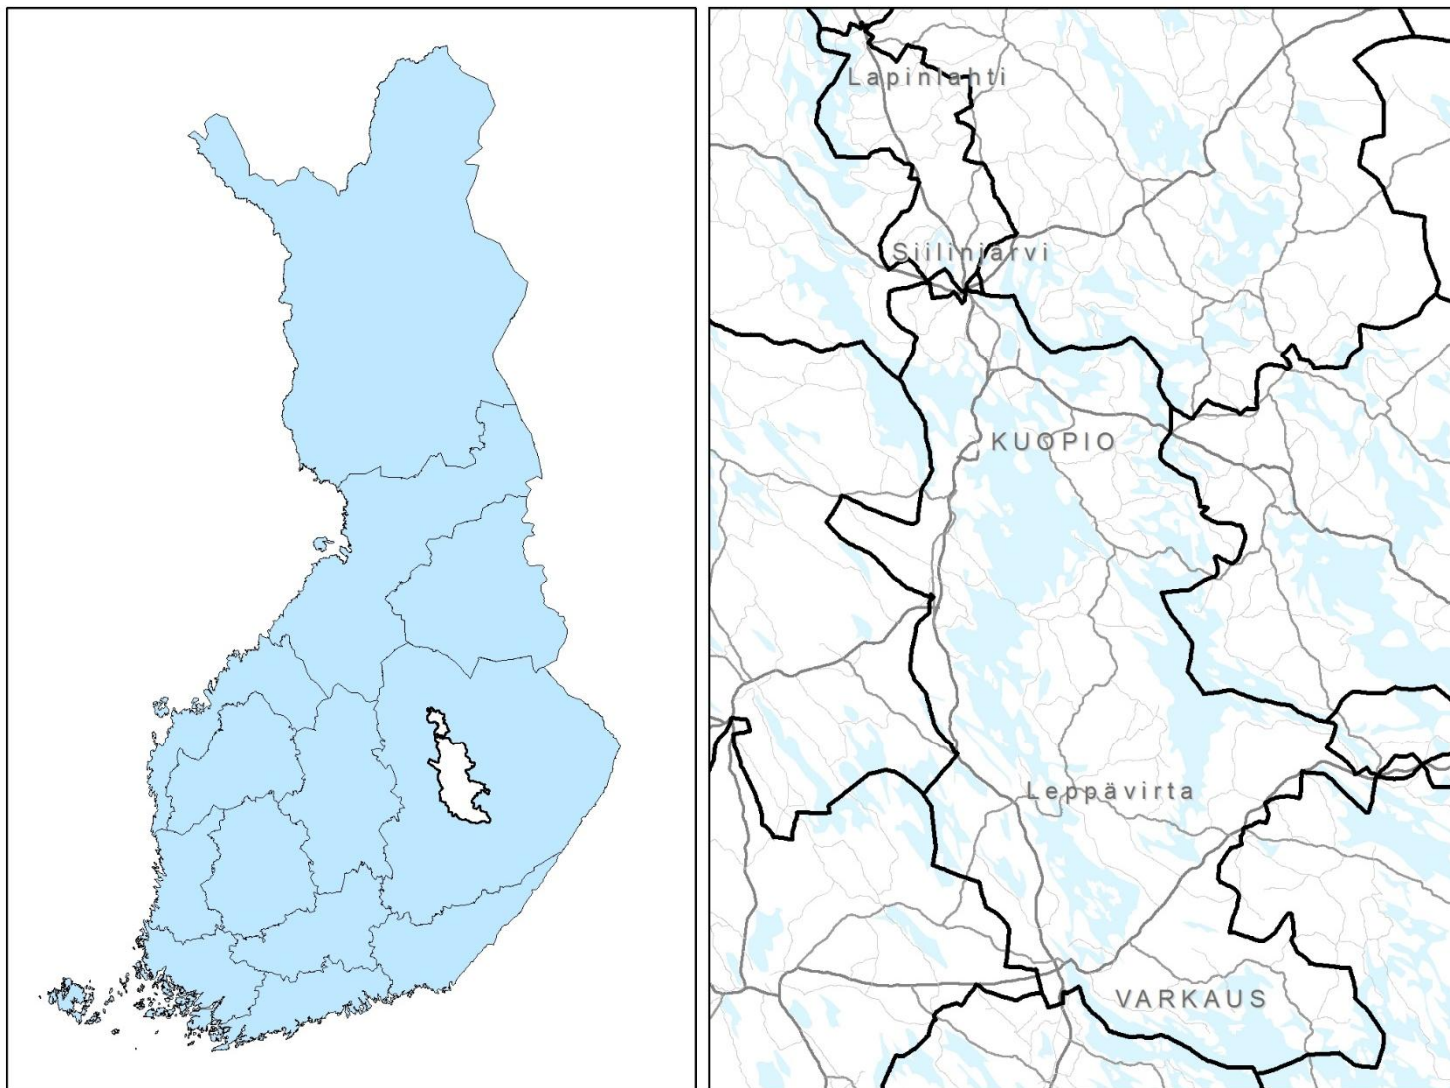 Lapinlahti
Siilinjärvi
KUOPIO
Leppävirta
VARKAUS